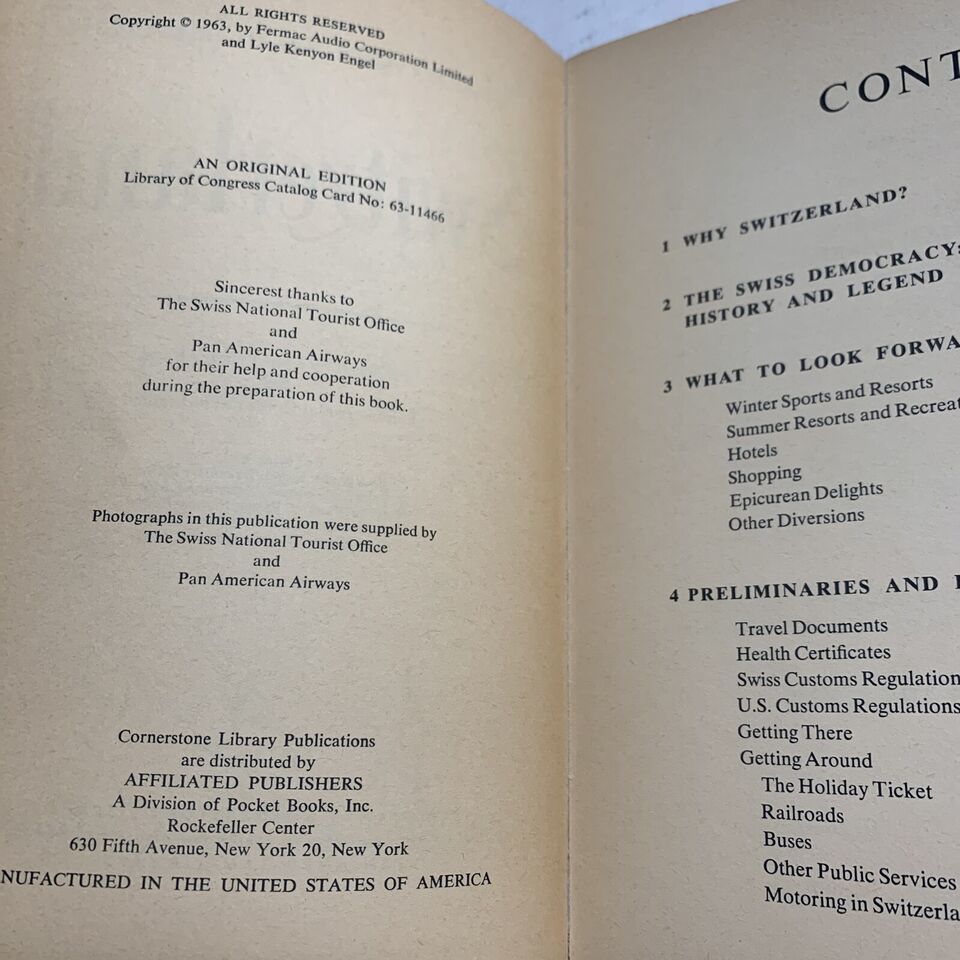 ALL RIGHTS RESERVED
Copyright © 1963, by Fermac Audio Corporation Limited
and Lyle Kenyon Engel
AN ORIGINAL EDITION
Library of Congress Catalog Card No: 63-11466
Sincerest thanks to
The Swiss National Tourist Office
and
Pan American Airways
for their help and cooperation
during the preparation of this book.
Photographs in this publication were supplied by
The Swiss National Tourist Office
and
Pan American Airways
Cornerstone Library Publications
are distributed by
AFFILIATED PUBLISHERS
A Division of Pocket Books, Inc.
Rockefeller Center
630 Fifth Avenue, New York 20, New York
NUFACTURED IN THE UNITED STATES OF AMERICA
CONT
1 WHY SWITZERLAND?
2 THE SWISS DEMOCRACY:
HISTORY AND LEGEND
3 WHAT TO LOOK FORWA
Winter Sports and Resorts
Summer Resorts and Recreat
Hotels
Shopping
Epicurean Delights
Other Diversions
4 PRELIMINARIES AND
Travel Documents
Health Certificates
Swiss Customs Regulation
U.S. Customs Regulations
Getting There
Getting Around
The Holiday Ticket
Railroads
Buses
Other Public Services
Motoring in Switzerla